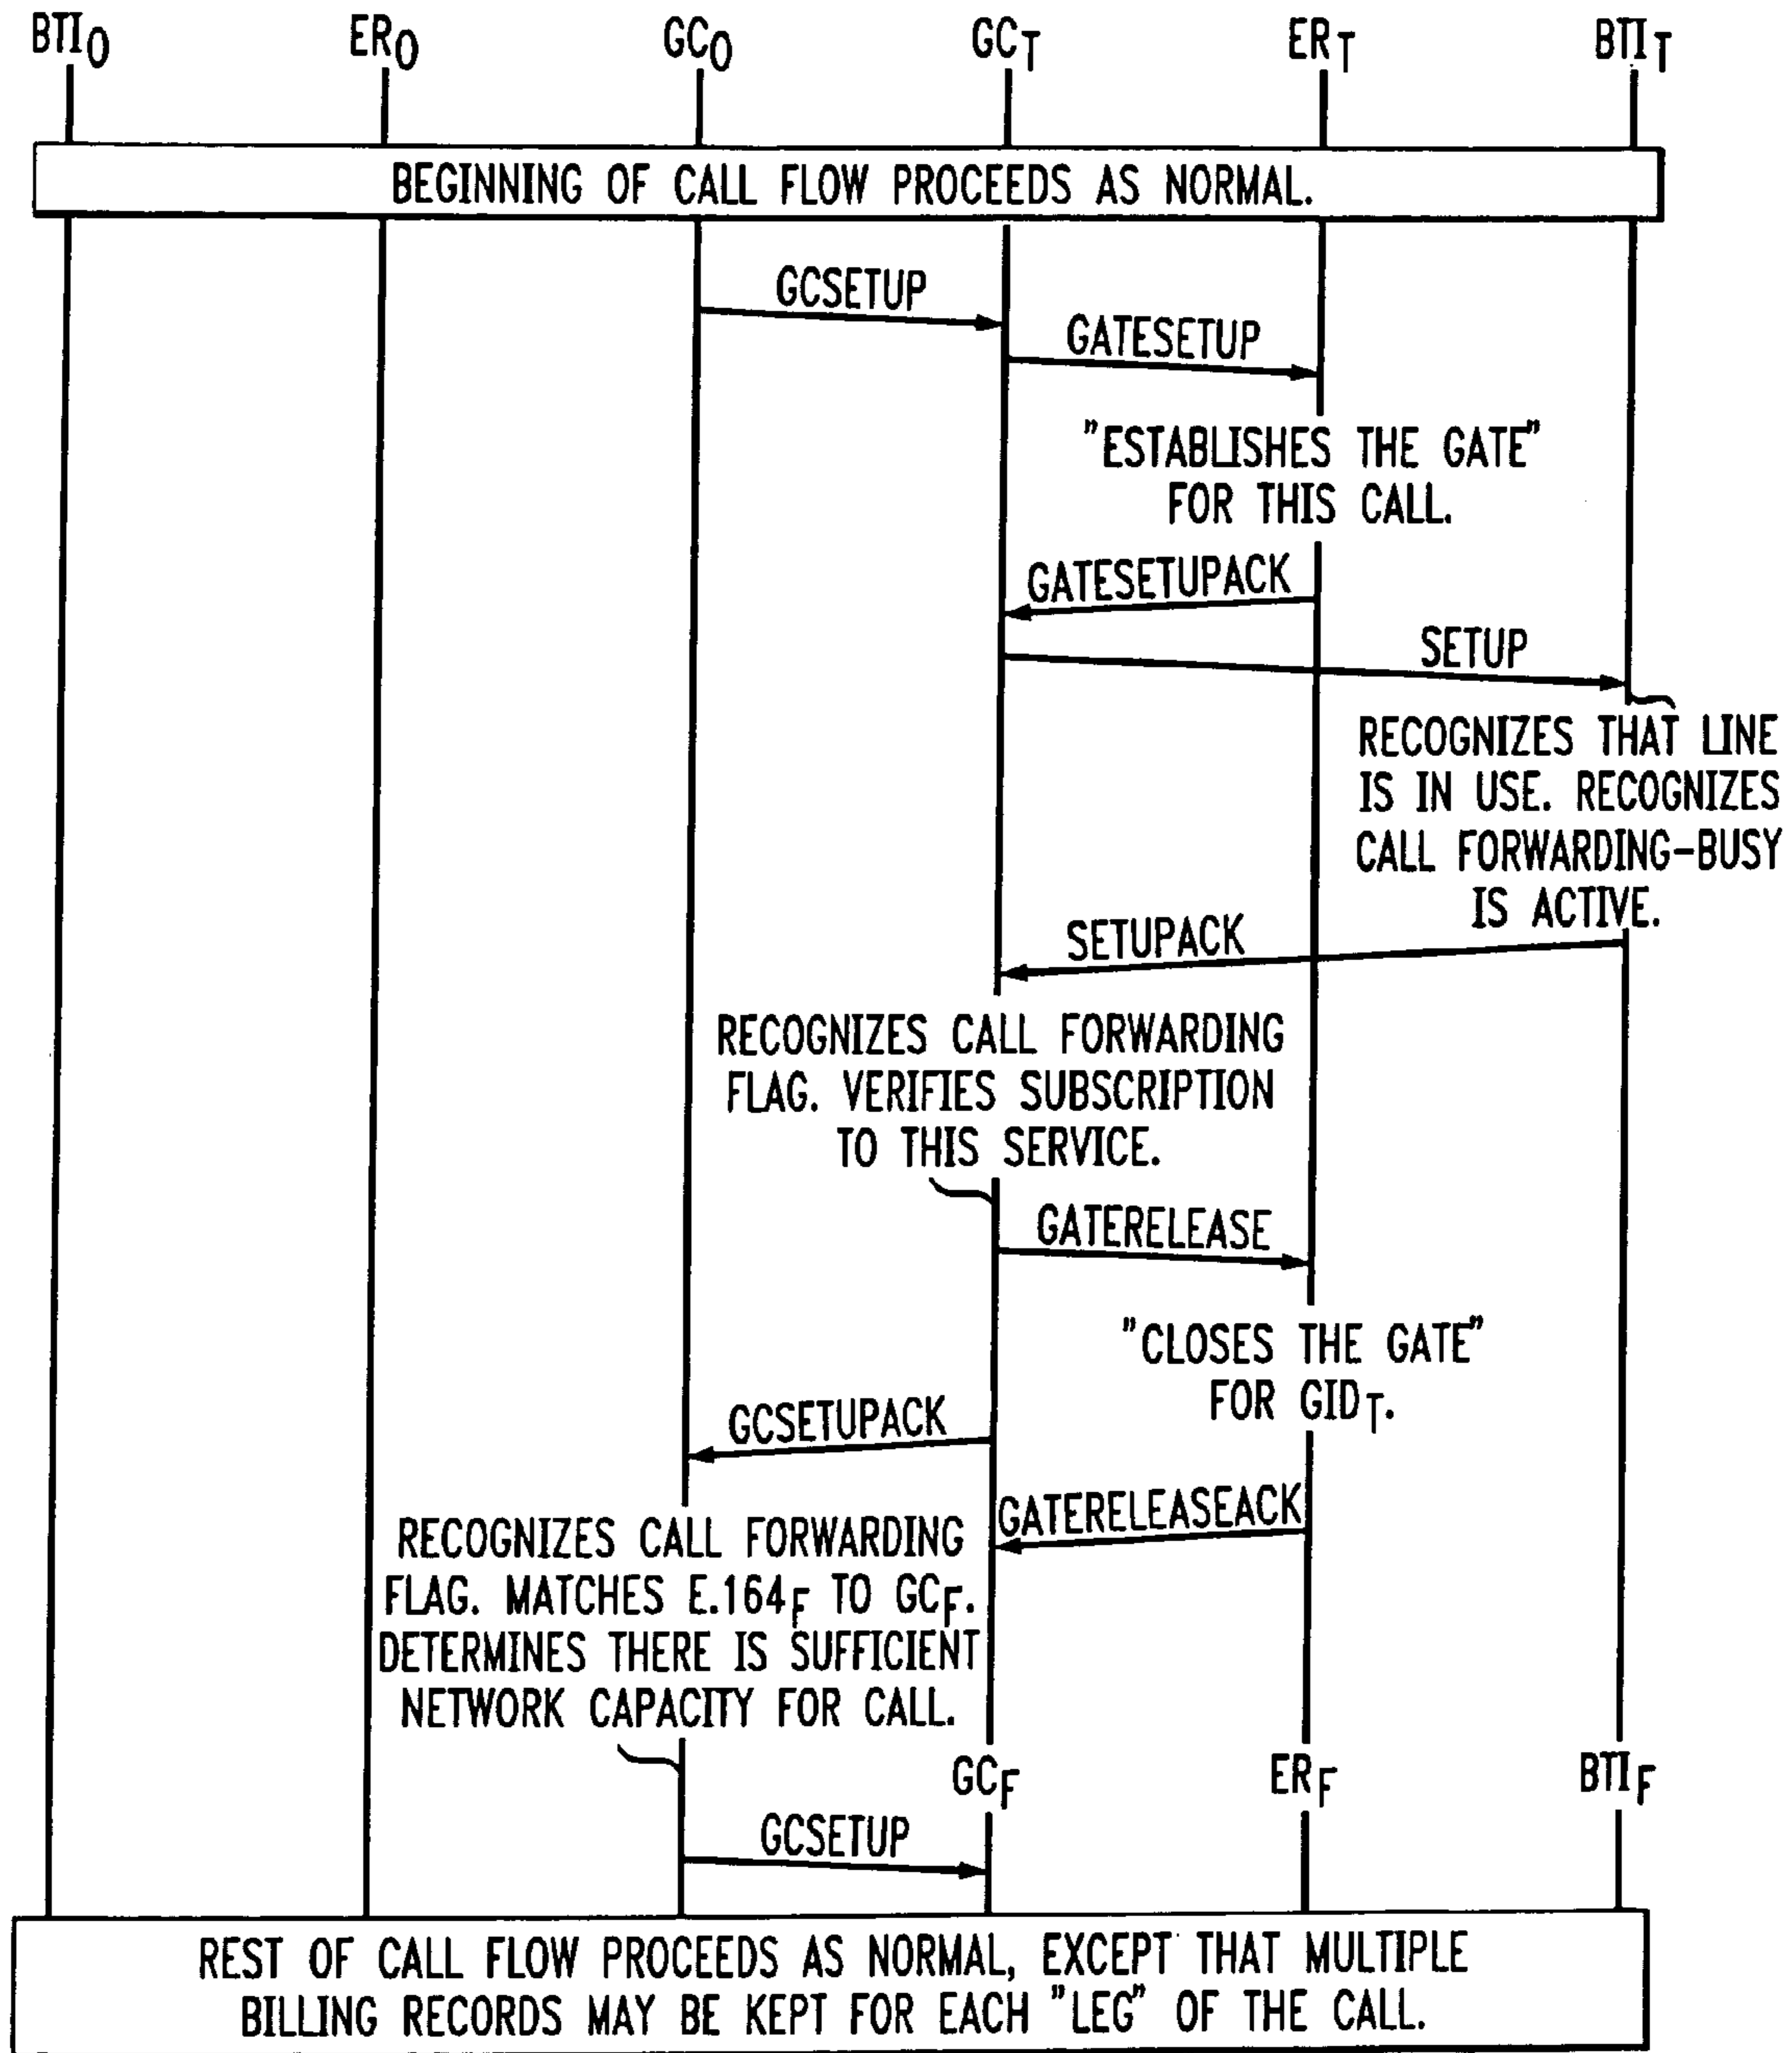 BTIO ERO GCO GCT ERT BTIT
BEGINNING OF CALL FLOW PROCEEDS AS NORMAL.
GCSETUP
GATESETUP
"ESTABLISHES THE GATE"
FOR THIS CALL.
GATESETUPACK
SETUP
RECOGNIZES THAT LINE
IS IN USE. RECOGNIZES
CALL FORWARDING-BUSY
IS ACTIVE.
SETUPACK
RECOGNIZES CALL FORWARDING
FLAG. VERIFIES SUBSCRIPTION
TO THIS SERVICE.
GATERELEASE
"CLOSES THE GATE"
FOR GIDT.
GCSETUPACK
GATERELEASEACK
RECOGNIZES CALL FORWARDING
FLAG. MATCHES E.164F TO GCF.
DETERMINES THERE IS SUFFICIENT
NETWORK CAPACITY FOR CALL.
GCF ERF BTIF
GCSETUP
REST OF CALL FLOW PROCEEDS AS NORMAL, EXCEPT THAT MULTIPLE
BILLING RECORDS MAY BE KEPT FOR EACH "LEG" OF THE CALL.